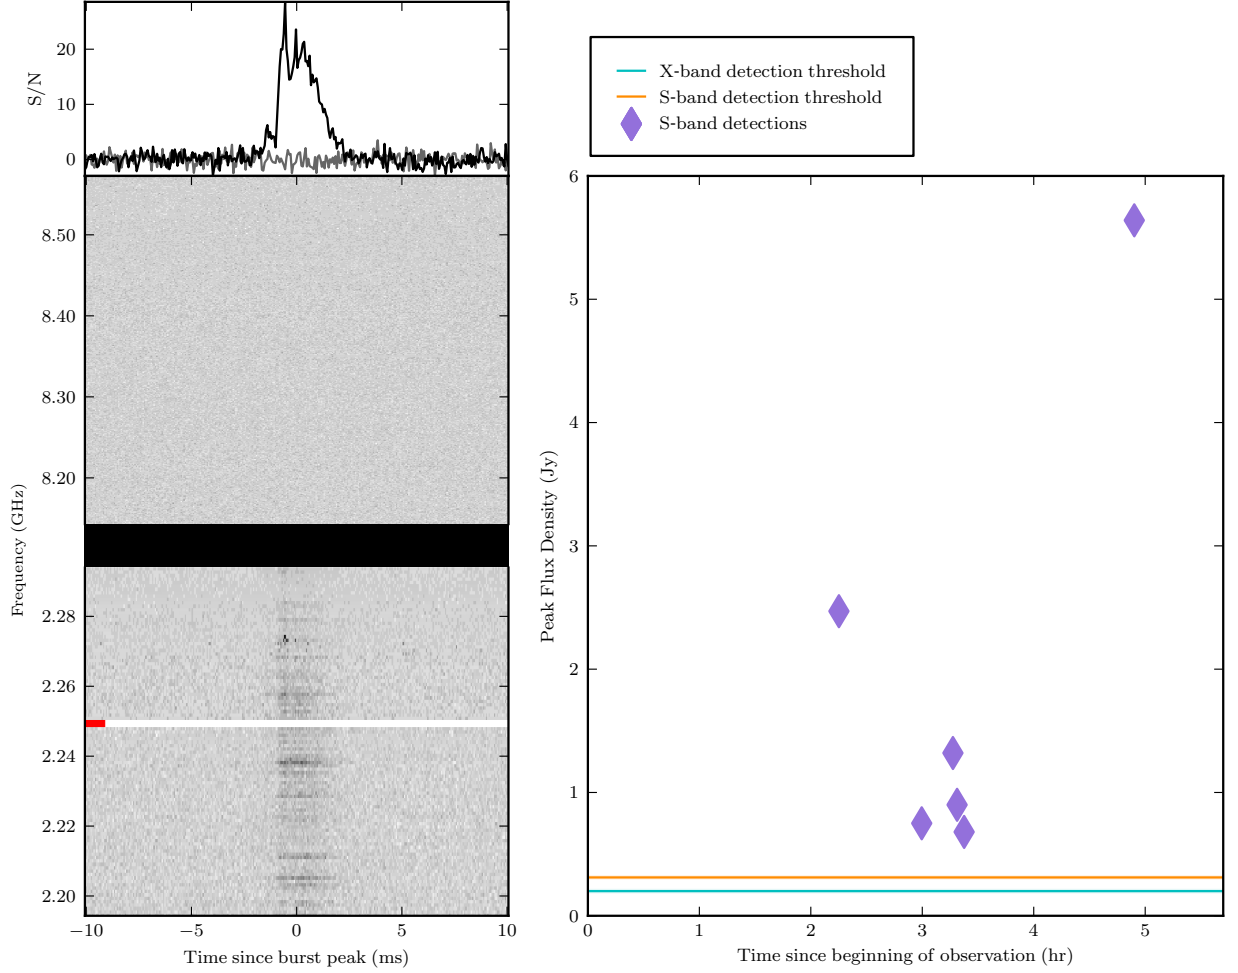 20
10
0
S/N
8.50
8.40
8.30
8.20
2.28
2.26
2.24
2.22
2.20
Frequency (GHz)
−10 −5 0 5 10
Time since burst peak (ms)
X-band detection threshold
S-band detection threshold
S-band detections
6
5
4
3
2
1
0
Peak Flux Density (Jy)
0 1 2 3 4 5
Time since beginning of observation (hr)